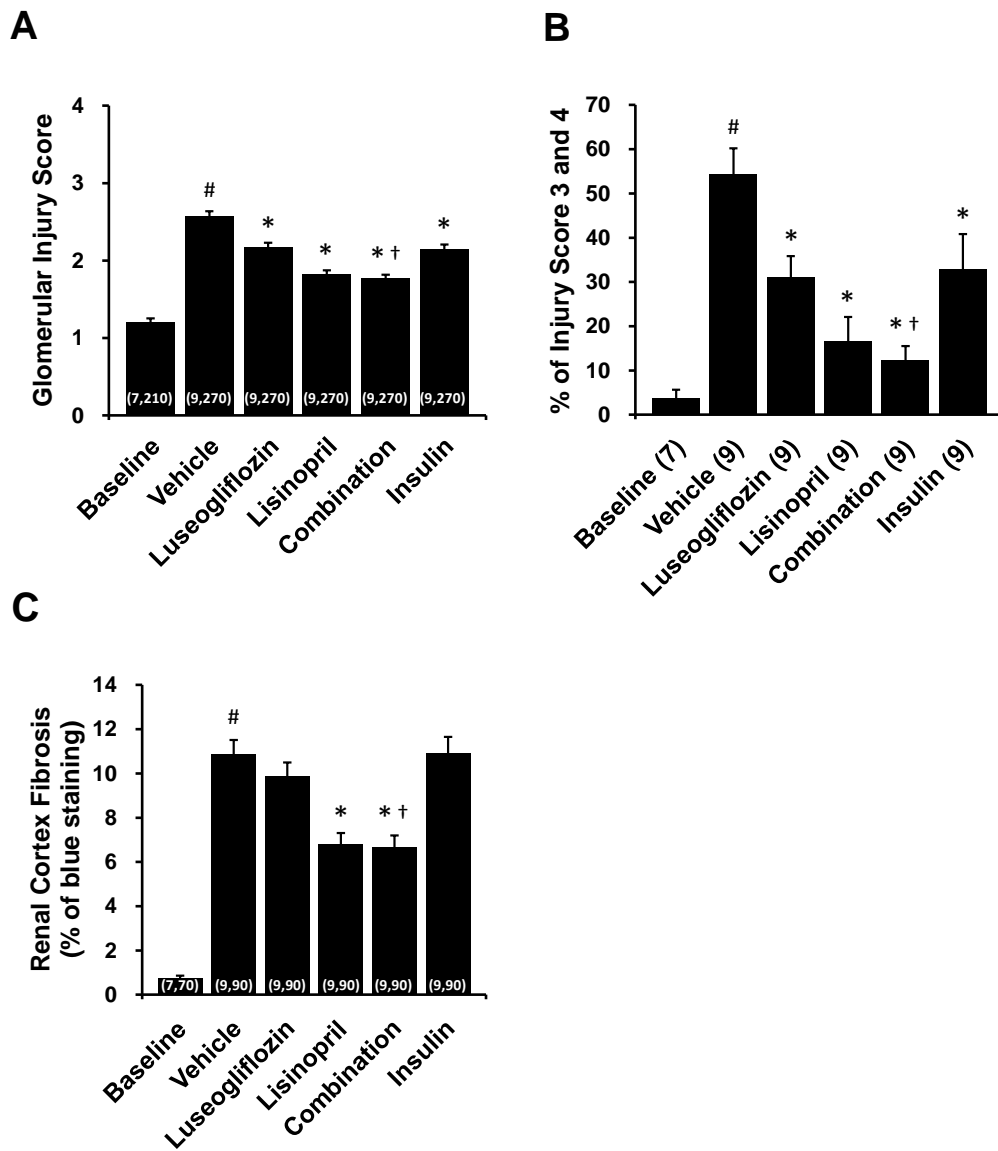 A
Glomerular Injury Score
4
3
2
1
0
#
*
*
* †
*
(7,210)
(9,270)
(9,270)
(9,270)
(9,270)
(9,270)
Baseline
Vehicle
Luseogliflozin
Lisinopril
Combination
Insulin
B
% of Injury Score 3 and 4
70
60
50
40
30
20
10
0
#
*
*
* †
*
Baseline (7)
Vehicle (9)
Luseogliflozin (9)
Lisinopril (9)
Combination (9)
Insulin (9)
C
Renal Cortex Fibrosis
(% of blue staining)
14
12
10
8
6
4
2
0
#
*
* †
(7,70)
(9,90)
(9,90)
(9,90)
(9,90)
(9,90)
Baseline
Vehicle
Luseogliflozin
Lisinopril
Combination
Insulin